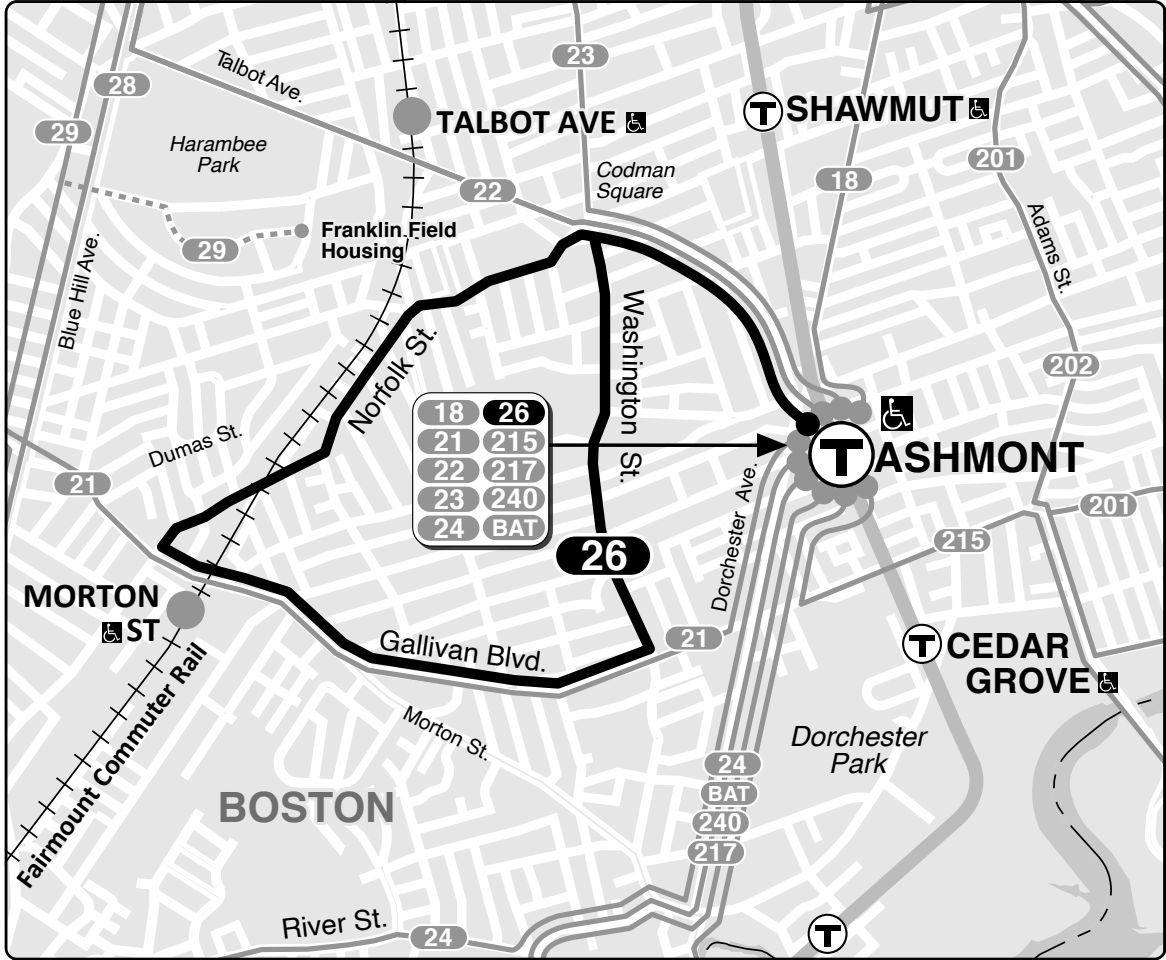 28
29
Talbot Ave.
Harambee
Park
TALBOT AVE
23
T SHAWMUT
201
18
22
Codman
Square
Adams St.
29
Franklin Field
Housing
Blue Hill Ave.
Norfolk St.
Washington St.
202
18 26
21 215
22 217
23 240
24 BAT
T ASHMONT
Dumas St.
21
Dorchester Ave.
201
215
26
MORTON
ST
Gallivan Blvd.
21
T CEDAR
GROVE
Fairmount Commuter Rail
Morton St.
Dorchester
Park
24
BAT
240
217
BOSTON
River St.
24
T